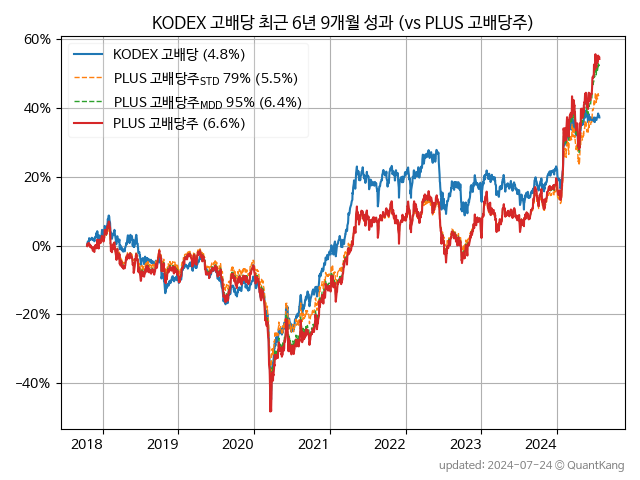 KODEX 고배당 최근 6년 9개월 성과 (vs PLUS 고배당주)
60%
40%
20%
0%
−20%
−40%
KODEX 고배당 (4.8%)
PLUS 고배당주STD 79% (5.5%)
PLUS 고배당주MDD 95% (6.4%)
PLUS 고배당주 (6.6%)
2018 2019 2020 2021 2022 2023 2024
updated: 2024-07-24 © QuantKang